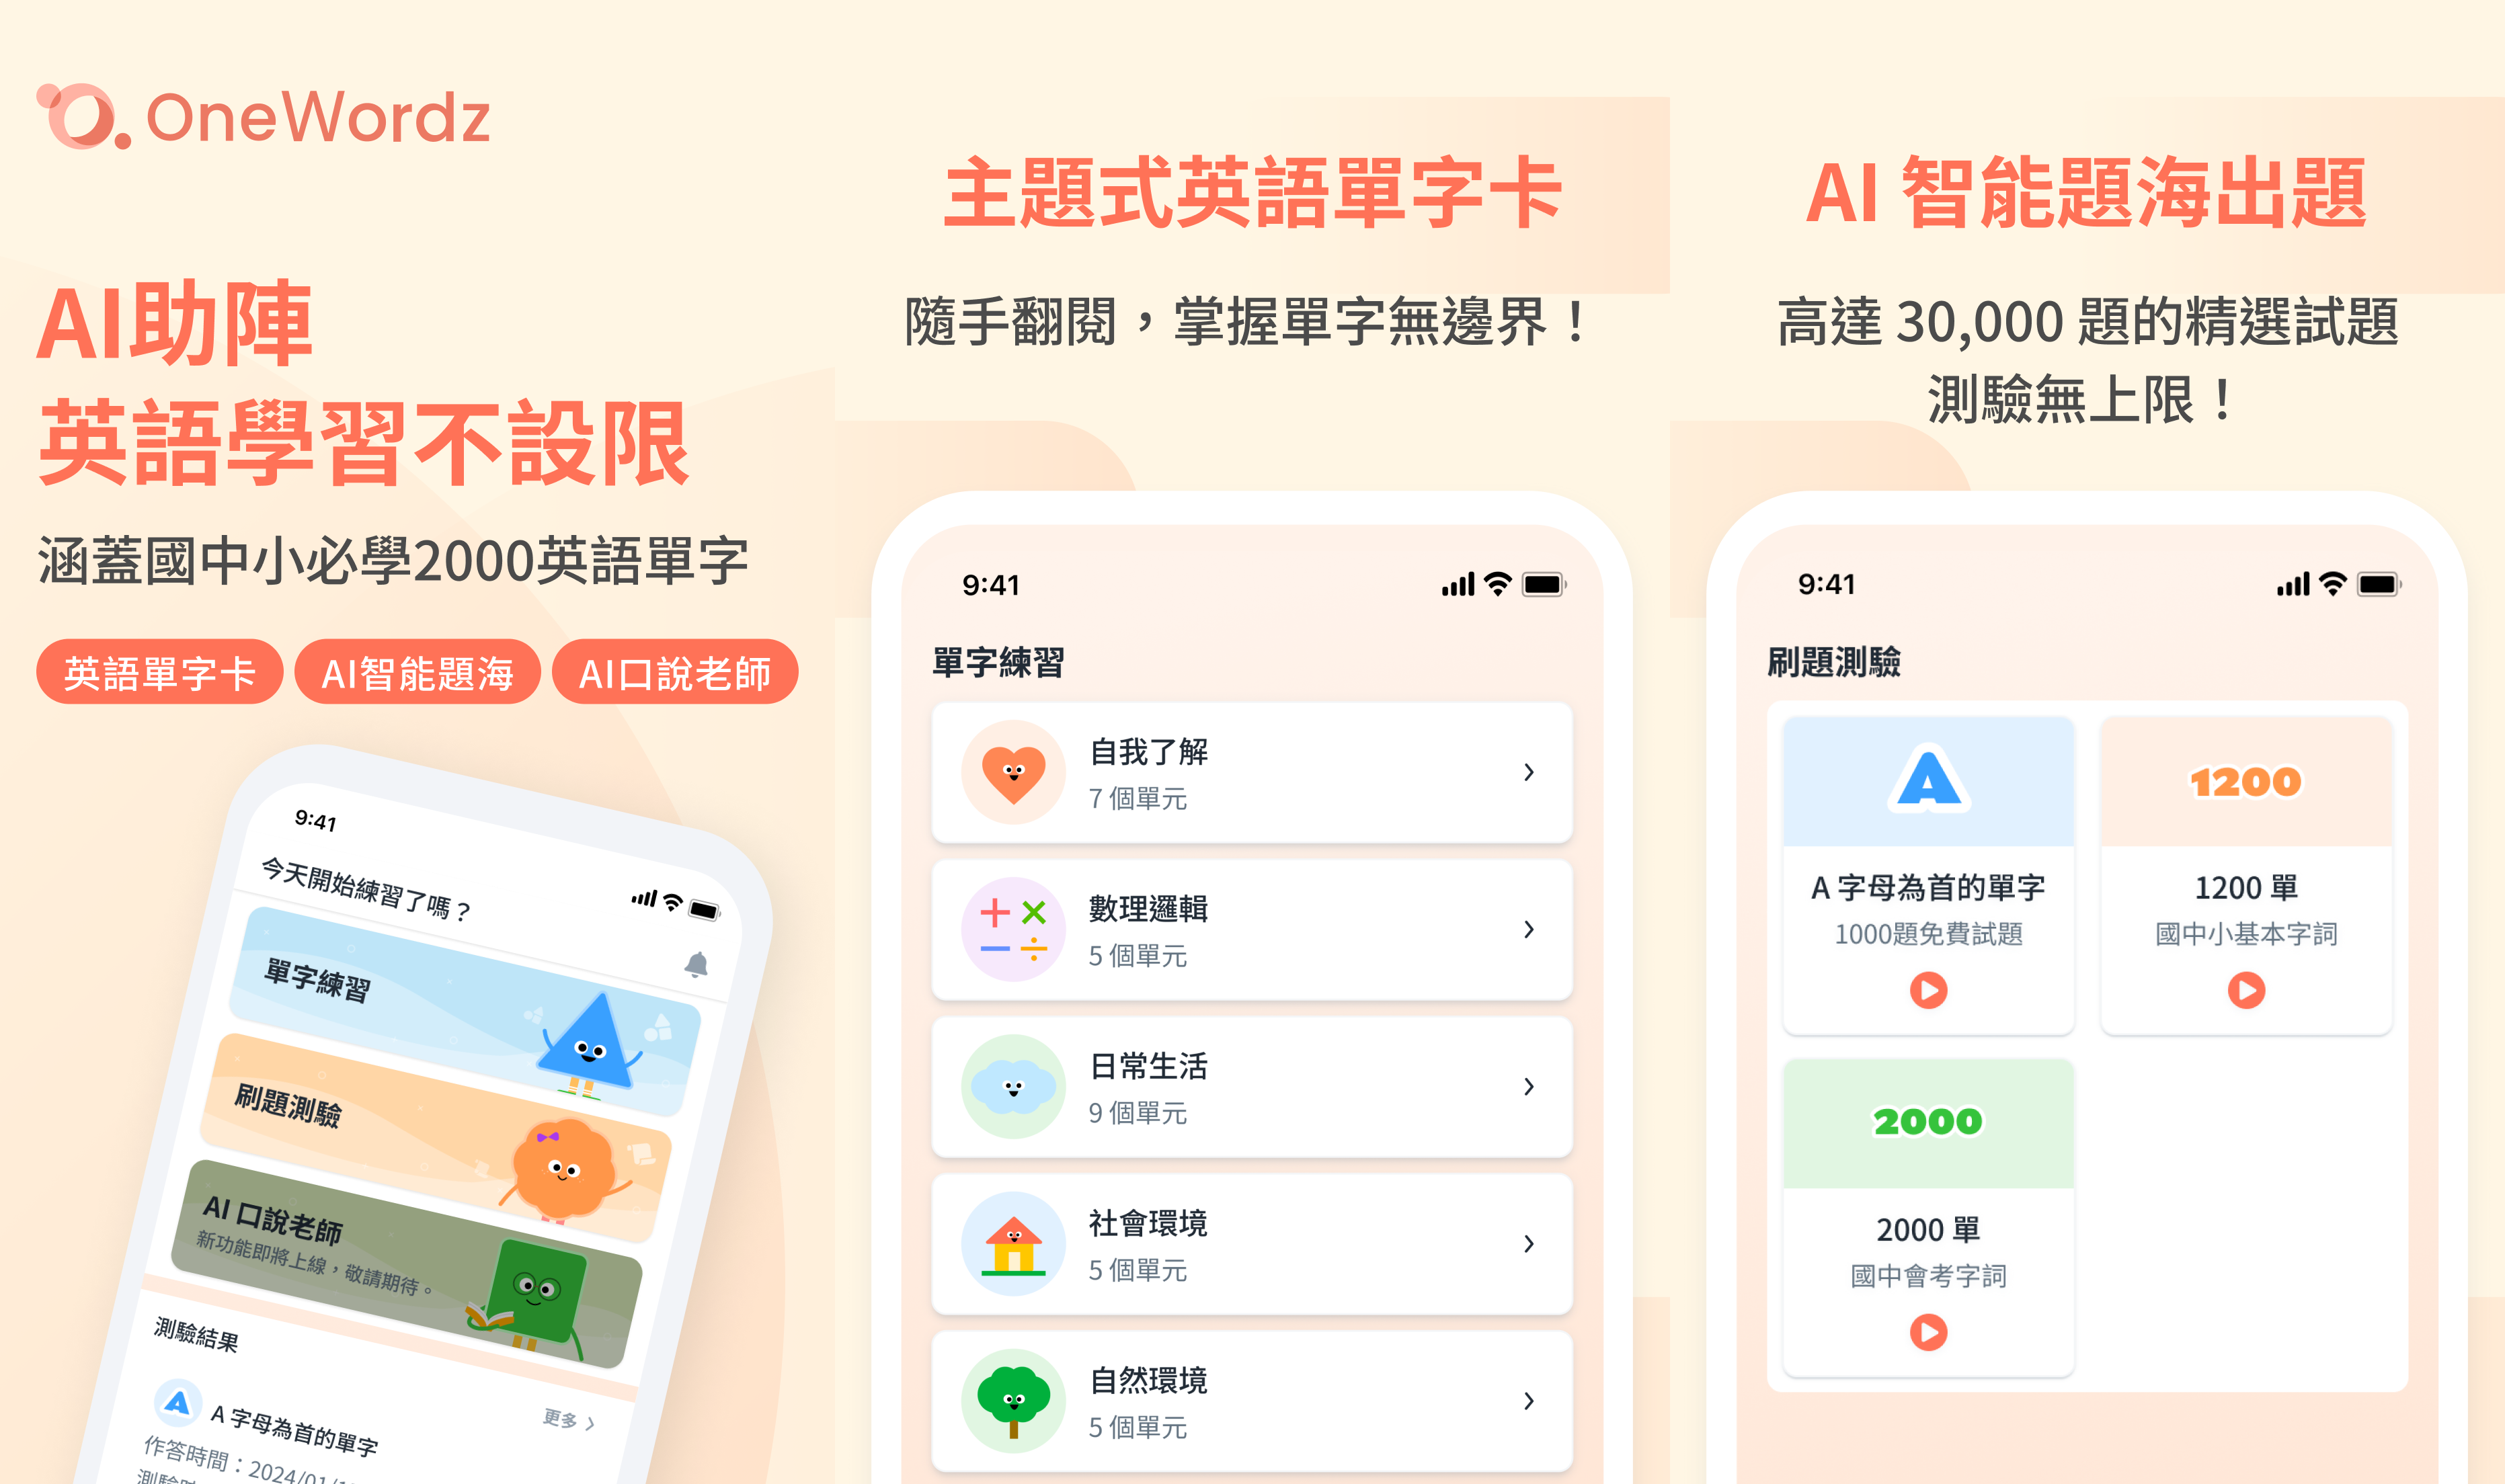 OneWordz
AI助陣
英語學習不設限
涵蓋國中小必學2000英語單字
英語單字卡
AI智能題海
AI口說老師
9:41
今天開始練習了嗎？
單字練習
刷題測驗
AI 口說老師
新功能即將上線，敬請期待。
測驗結果
更多
A
A 字母為首的單字
作答時間：2024/01/1
主題式英語單字卡
隨手翻閱，掌握單字無邊界！
9:41
單字練習
自我了解
7 個單元
數理邏輯
5 個單元
日常生活
9 個單元
社會環境
5 個單元
自然環境
5 個單元
AI 智能題海出題
高達 30,000 題的精選試題
測驗無上限！
9:41
刷題測驗
A
A 字母為首的單字
1000題免費試題
1200
1200 單
國中小基本字詞
2000
2000 單
國中會考字詞